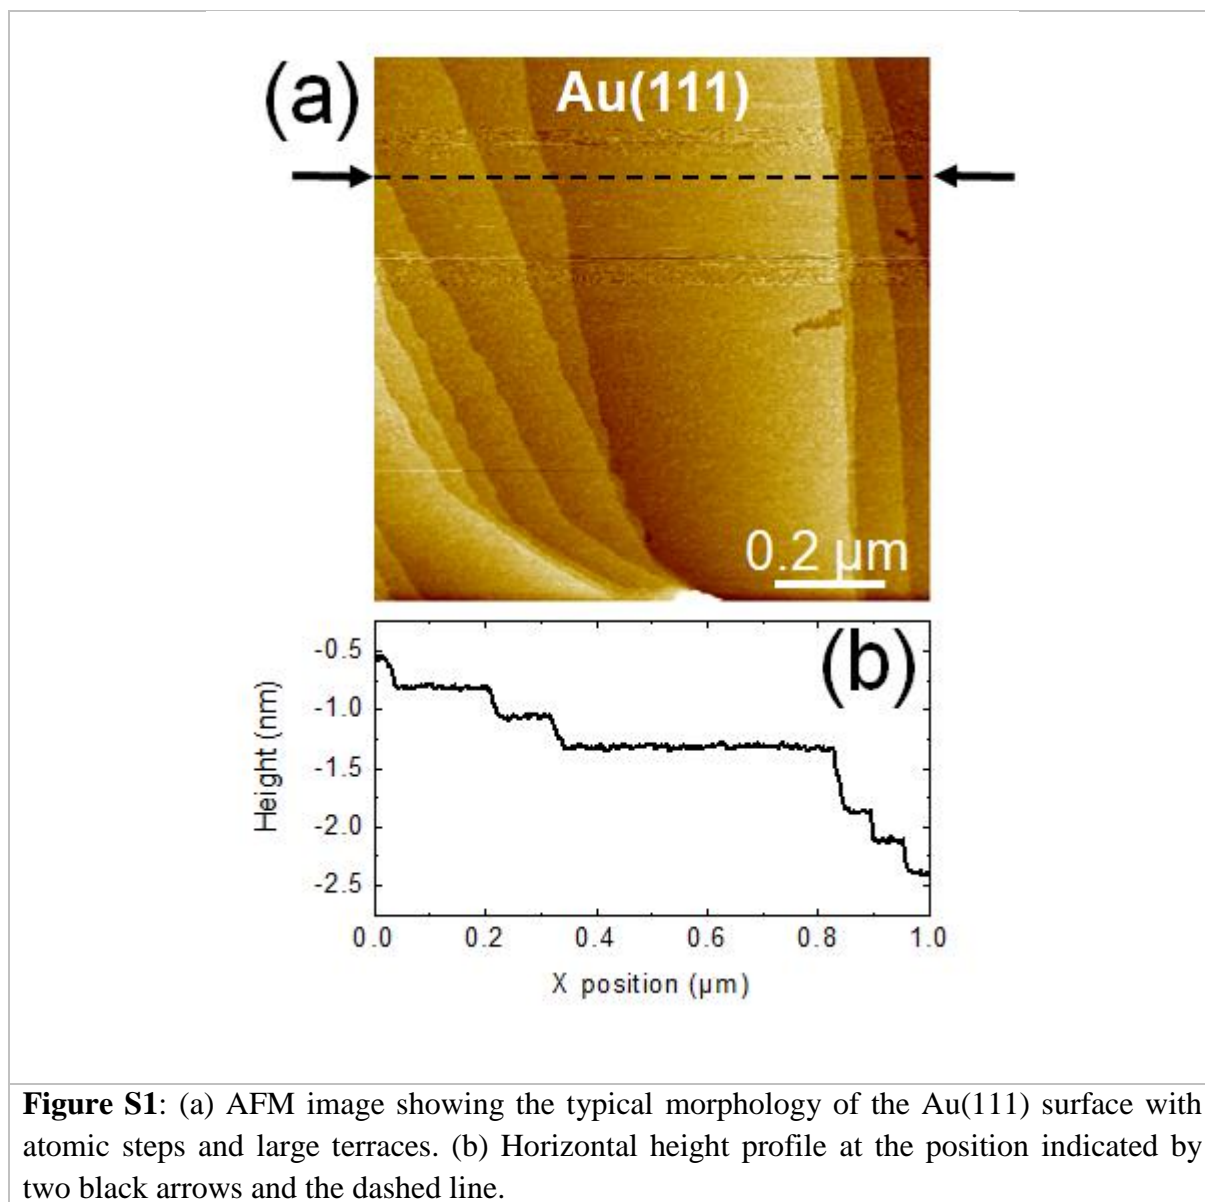 (a)
Au(111)
0.2 µm
(b)
-0.5
-1.0
-1.5
-2.0
-2.5
Height (nm)
0.0 0.2 0.4 0.6 0.8 1.0
X position (µm)
Figure S1: (a) AFM image showing the typical morphology of the Au(111) surface with
atomic steps and large terraces. (b) Horizontal height profile at the position indicated by
two black arrows and the dashed line.